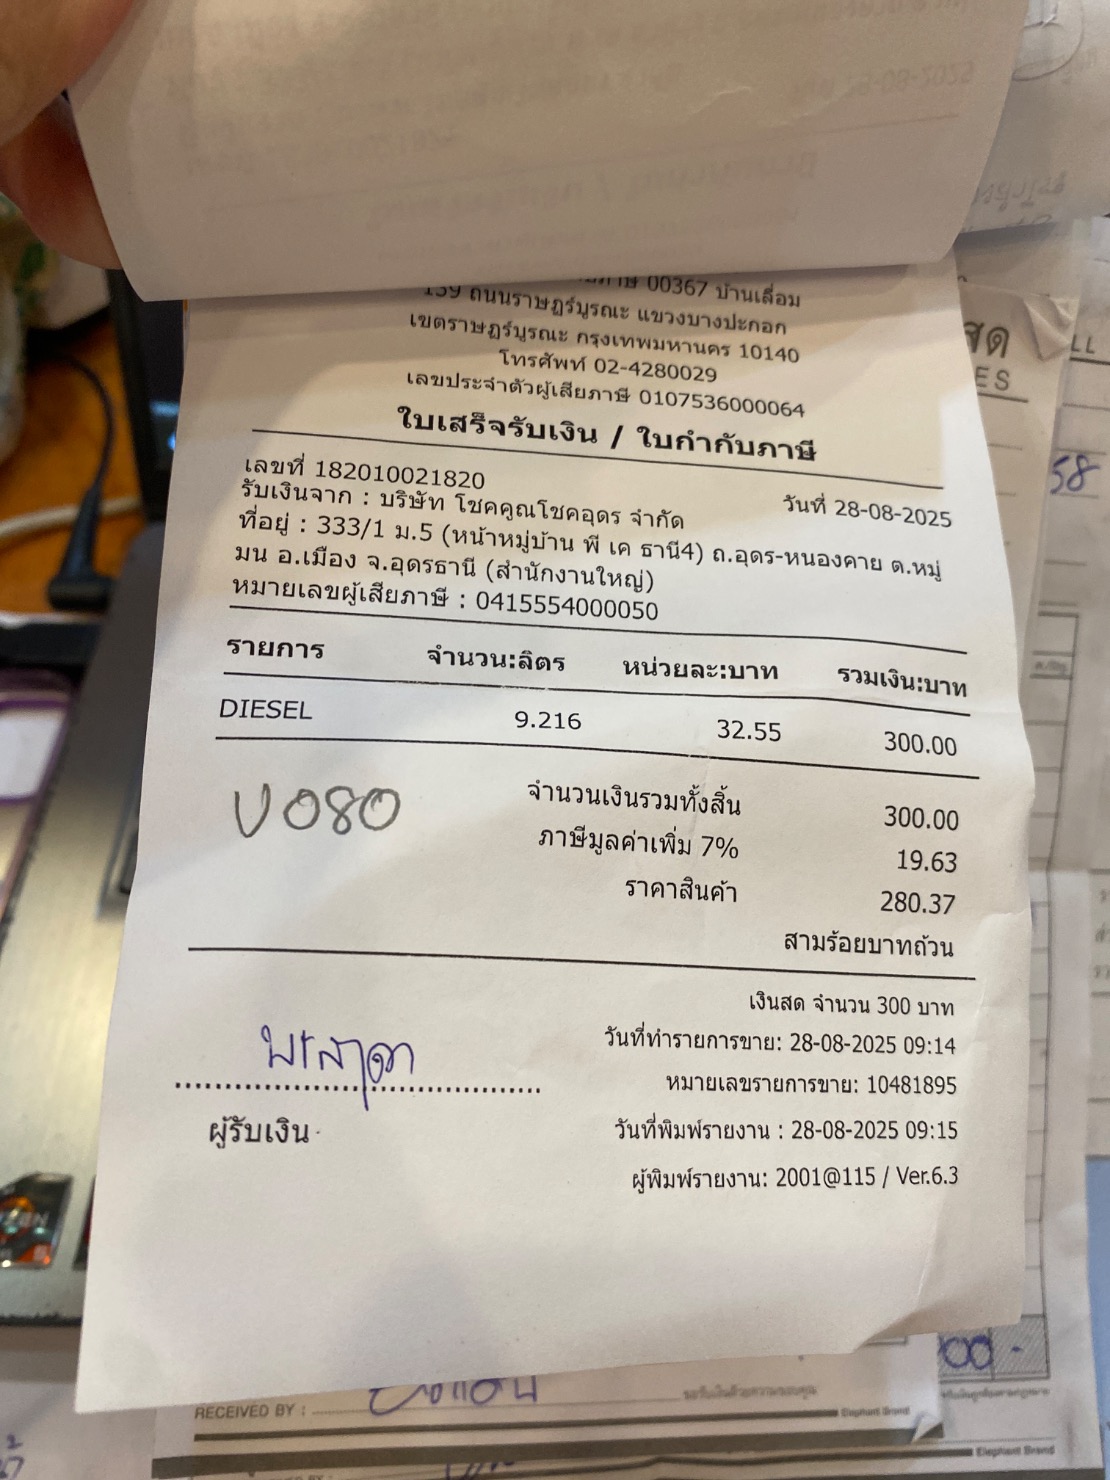 00367 บ้านเลื่อม
139 ถนนราษฎร์บูรณะ แขวงบางปะกอก
เขตราษฎร์บูรณะ กรุงเทพมหานคร 10140
โทรศัพท์ 02-4280029
เลขประจำตัวผู้เสียภาษี 0107536000064
ใบเสร็จรับเงิน / ใบกำกับภาษี
เลขที่ 182010021820
วันที่ 28-08-2025
รับเงินจาก : บริษัท โชคคูณโชคอุดร จำกัด
ที่อยู่ : 333/1 ม.5 (หน้าหมู่บ้าน พี เค ธานี4) ถ.อุดร-หนองคาย ต.หมู
มน อ.เมือง จ.อุดรธานี (สำนักงานใหญ่)
หมายเลขผู้เสียภาษี : 0415554000050
รายการ จำนวน:ลิตร หน่วยละ:บาท รวมเงิน:บาท
DIESEL 9.216 32.55 300.00
จำนวนเงินรวมทั้งสิ้น 300.00
ภาษีมูลค่าเพิ่ม 7% 19.63
ราคาสินค้า 280.37
บ080
สามร้อยบาทถ้วน
เงินสด จำนวน 300 บาท
วันที่ทำรายการขาย: 28-08-2025 09:14
หมายเลขรายการขาย: 10481895
วันที่พิมพ์รายงาน : 28-08-2025 09:15
ผู้พิมพ์รายงาน: 2001@115 / Ver.6.3
ผู้รับเงิน
สด
LL
ES
58
RECEIVED BY :
Elephant Brand
Elephant Brand